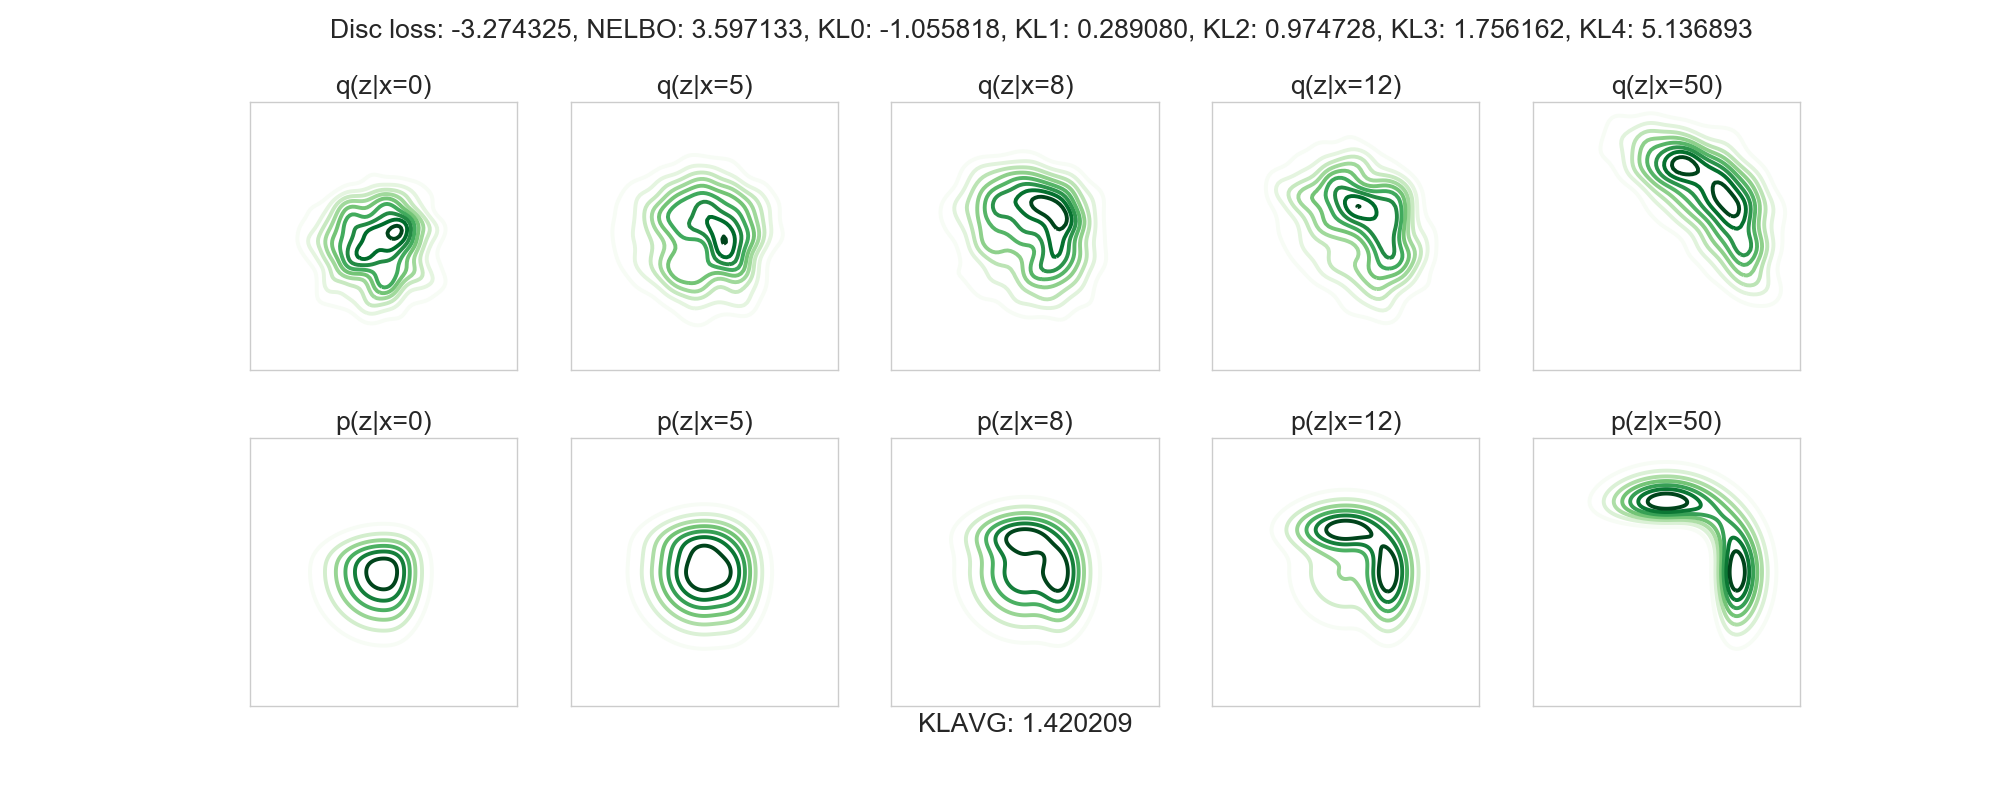 Disc loss: -3.274325, NELBO: 3.597133, KL0: -1.055818, KL1: 0.289080, KL2: 0.974728, KL3: 1.756162, KL4: 5.136893
q(z|x=0) q(z|x=5) q(z|x=8) q(z|x=12) q(z|x=50)
p(z|x=0) p(z|x=5) p(z|x=8) p(z|x=12) p(z|x=50)
KLAVG: 1.420209